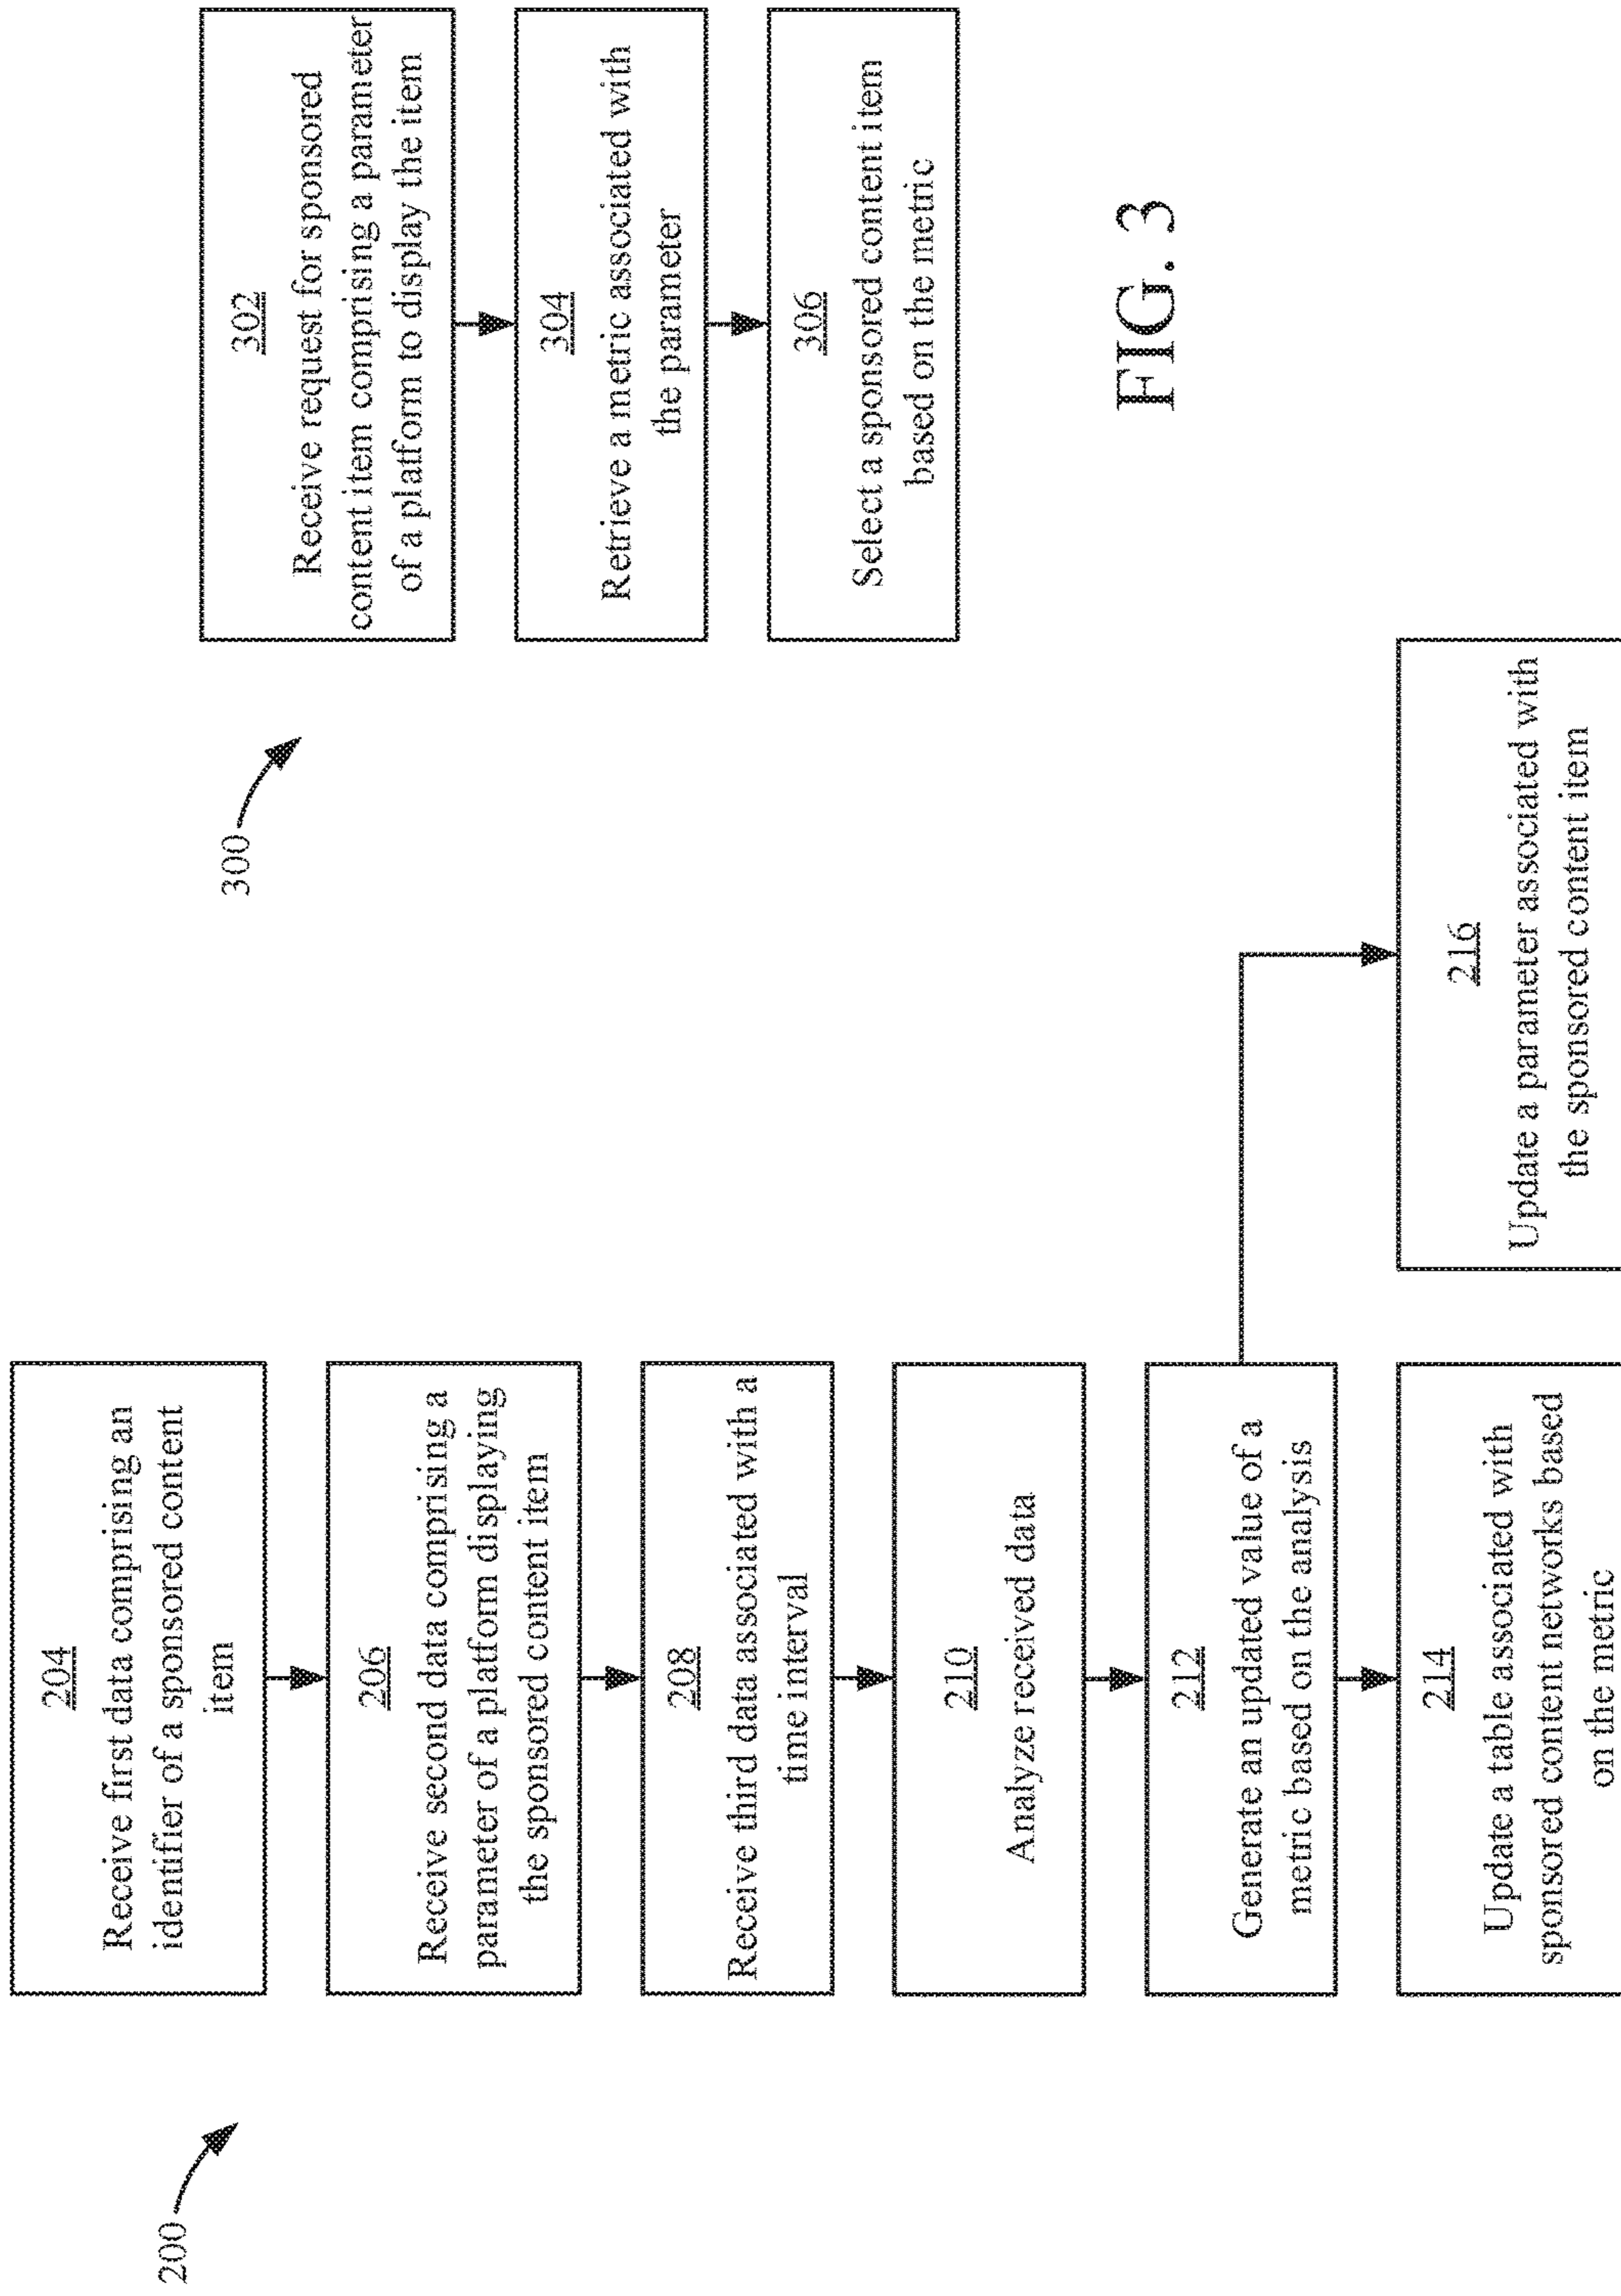 200
204
Receive first data comprising an
identifier of a sponsored content
item
206
Receive second data comprising a
parameter of a platform displaying
the sponsored content item
208
Receive third data associated with a
time interval
210
Analyze received data
212
Generate an updated value of a
metric based on the analysis
214
Update a table associated with
sponsored content networks based
on the metric
216
Update a parameter associated with
the sponsored content item
300
302
Receive request for sponsored
content item comprising a parameter
of a platform to display the item
304
Retrieve a metric associated with
the parameter
306
Select a sponsored content item
based on the metric
FIG. 3